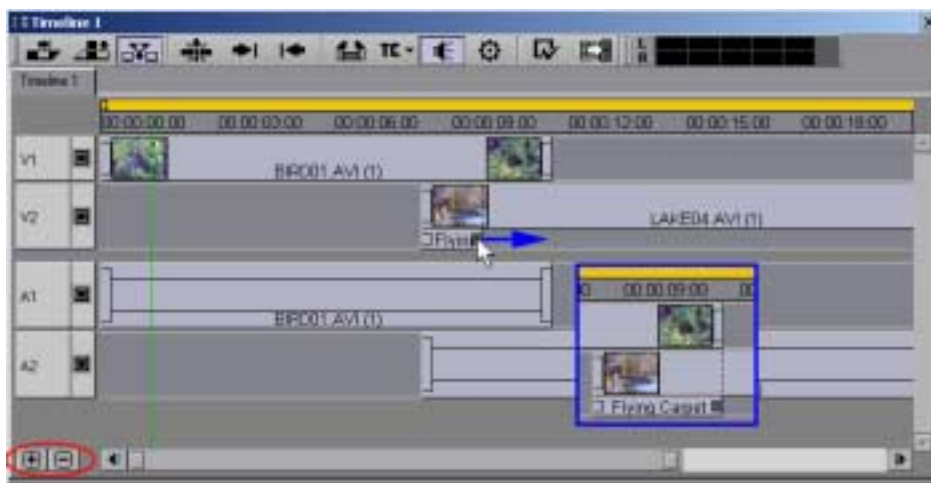 Timeline 1
TC
L
R
Timeline 1
00:00:00:00 00:00:03:00 00:00:06:00 00:00:09:00 00:00:12:00 00:00:15:00 00:00:18:00
V1
BIRD01.AVI (1)
V2
LAKE04.AVI (1)
Flying
00:00:09:00
A1
BIRD01.AVI (1)
A2
Flying Carpet